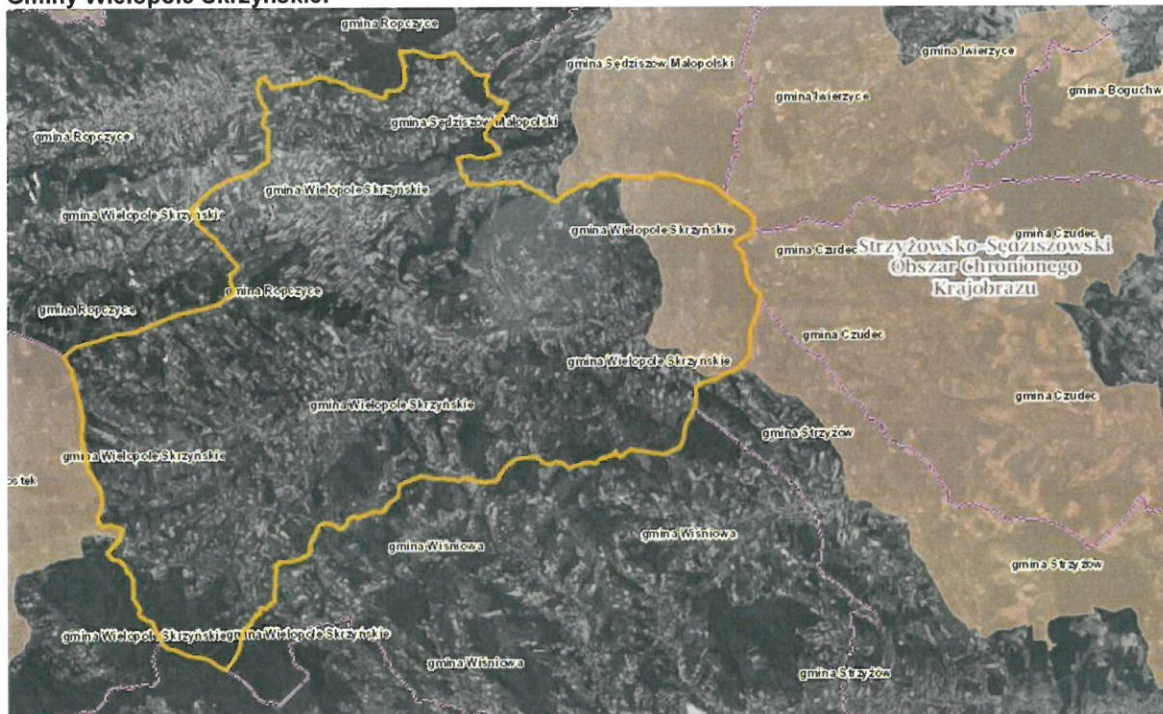 Gminy Wielopole Skrzyńskie.
gmina Ropczyce
gmina Sędziszów Małopolski
gmina Iwierzyce
gmina Iwierzyce
gmina Boguchw
gmina Ropczyce
gmina Sędziszów Małopolski
gmina Wielopole Skrzyńskie
gmina Wielopole Skrzyńskie
gmina Wielopole Skrzyńskie
gmina Czudec
gmina Czudec
Strzyżowsko-Sędziszowski
Obszar Chronionego
Krajobrazu
gmina Ropczyce
gmina Ropczyce
gmina Czudec
gmina Wielopole Skrzyńskie
gmina Czudec
gmina Wielopole Skrzyńskie
gmina Strzyżów
gmina Wielopole Skrzyńskie
ostek
gmina Wiśniowa
gmina Wiśniowa
gmina Strzyżów
gmina Wielopole Skrzyńskie
gmina Wielopole Skrzyńskie
gmina Wiśniowa
gmina Strzyżów